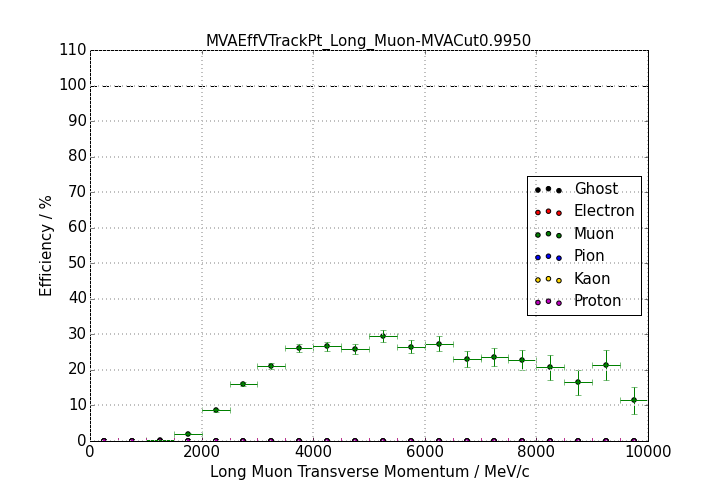 MVAEffVTrackPt_Long_Muon-MVACut0.9950
110
100
90
80
70
60
50
40
30
20
10
0
Efficiency / %
Ghost
Electron
Muon
Pion
Kaon
Proton
0 2000 4000 6000 8000 10000
Long Muon Transverse Momentum / MeV/c